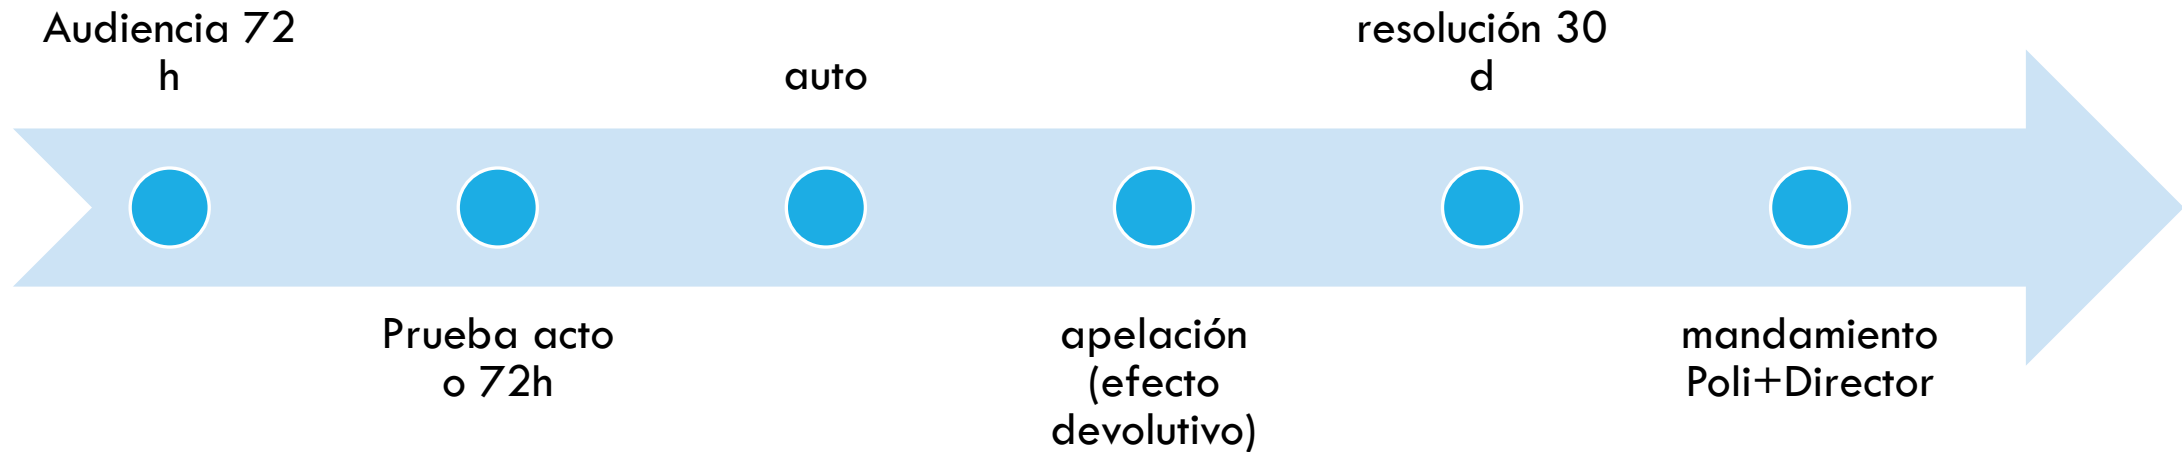 Audiencia 72
h
Prueba acto
o 72h
auto
apelación
(efecto
devolutivo)
resolución 30
d
mandamiento
Poli+Director